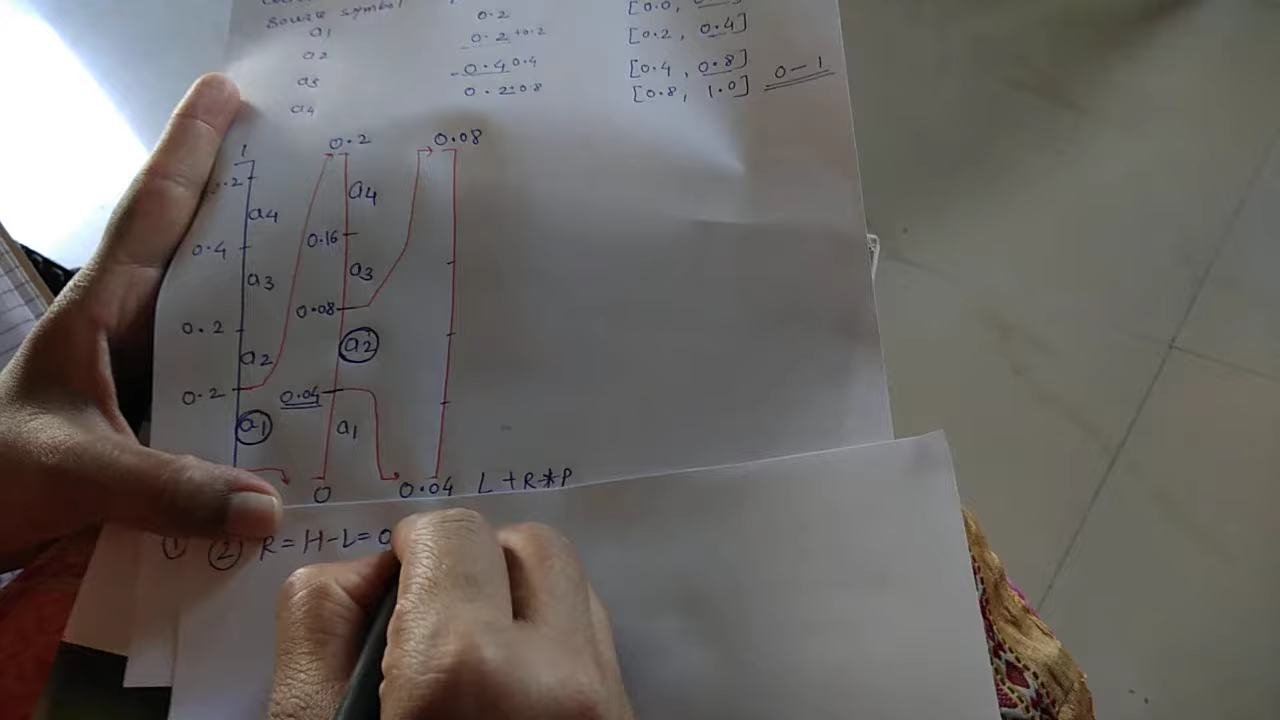 Source symbol
a1 0.2 [0.0,
a2 0.2 +0.2 [0.2, 0.4]
a3 0.4 0.4 [0.4, 0.8]
a4 0.2+0.8 [0.8, 1.0] 0-1
1 0.2 0.08
0.2
a4 a4
0.4 0.16
a3 a3
0.2 0.08
a2 a2
0.2 0.04
a1 a1
0 0.04 L+R*P
① ② R=H-L=0